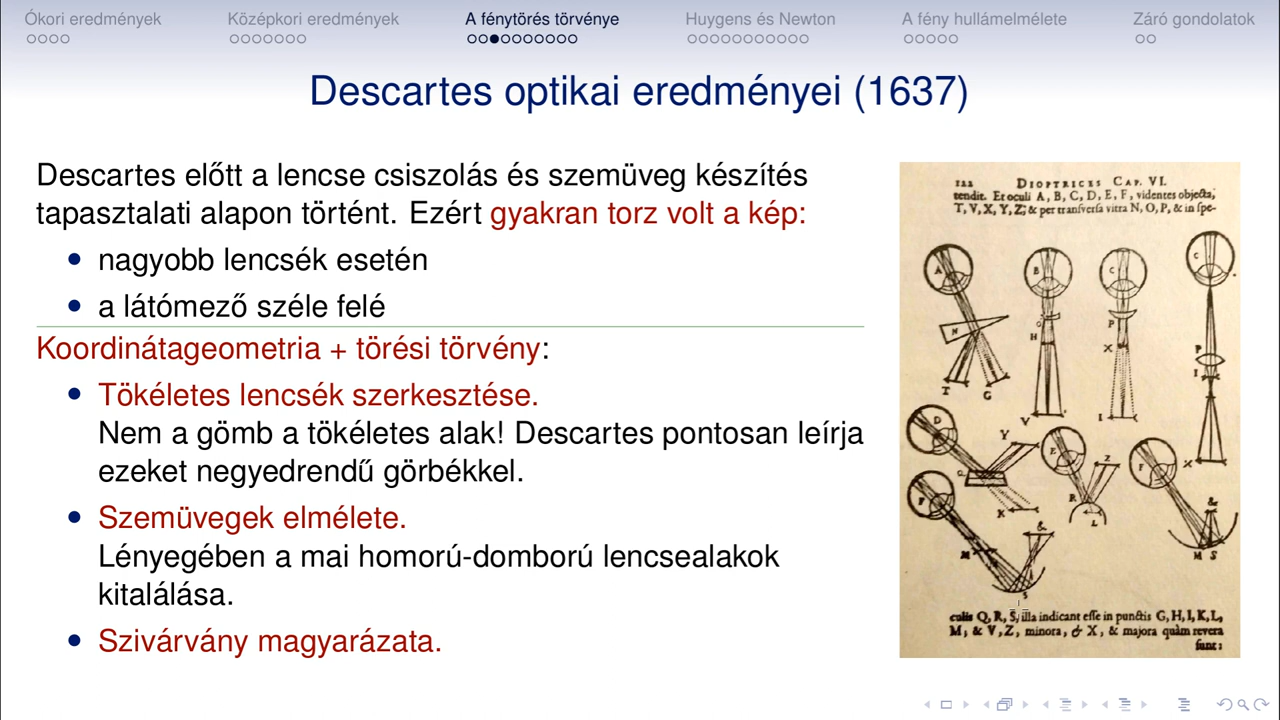 Ókori eredmények Középkori eredmények A fénytörés törvénye Huygens és Newton A fény hullámelmélete Záró gondolatok
Descartes optikai eredményei (1637)
Descartes előtt a lencse csiszolás és szemüveg készítés
tapasztalati alapon történt. Ezért gyakran torz volt a kép:
nagyobb lencsék esetén
a látómező széle felé
Koordinátageometria + törési törvény:
Tökéletes lencsék szerkesztése.
Nem a gömb a tökéletes alak! Descartes pontosan leírja
ezeket negyedrendű görbékkel.
Szemüvegek elmélete.
Lényegében a mai homorú-domború lencsealakok
kitalálása.
Szivárvány magyarázata.
122 DIOPTRICES CAP. VI.
tendit. Et oculi A, B, C, D, E, F, videntes objecta,
T, V, X, Y, Z, & per transversa vitra N, O, P, & in spe-
A B C C
N O P P
H X I
T G V I X
D Y E Z F
Q K R L
F & &
M S M S
culis Q, R, S, illa indicant esse in punctis G, H, I, K, L,
M, & V, Z, minora, & X, & majora quàm revera
sunt: